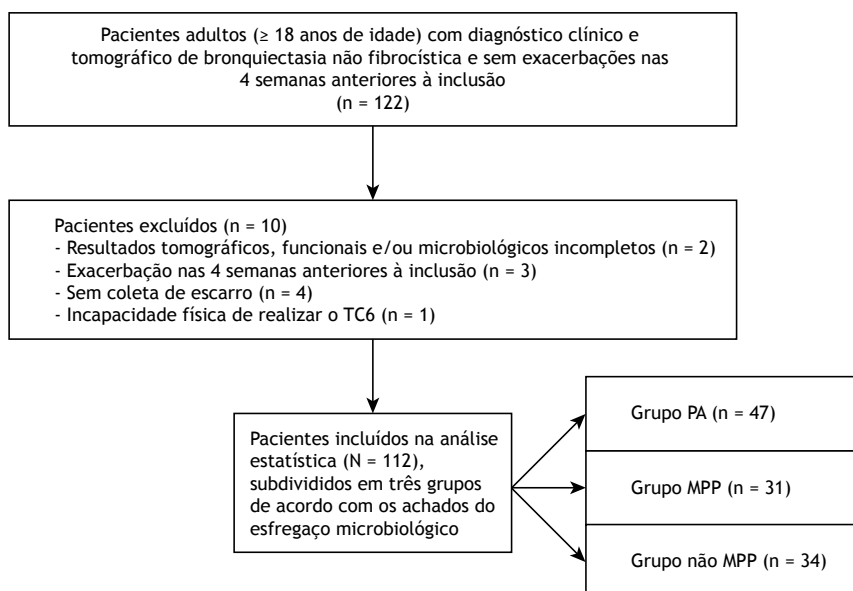 Pacientes adultos (≥ 18 anos de idade) com diagnóstico clínico e
tomográfico de bronquiectasia não fibrocística e sem exacerbações nas
4 semanas anteriores à inclusão
(n = 122)
Pacientes excluídos (n = 10)
- Resultados tomográficos, funcionais e/ou microbiológicos incompletos (n = 2)
- Exacerbação nas 4 semanas anteriores à inclusão (n = 3)
- Sem coleta de escarro (n = 4)
- Incapacidade física de realizar o TC6 (n = 1)
Pacientes incluídos na análise
estatística (N = 112),
subdivididos em três grupos
de acordo com os achados do
esfregaço microbiológico
Grupo PA (n = 47)
Grupo MPP (n = 31)
Grupo não MPP (n = 34)